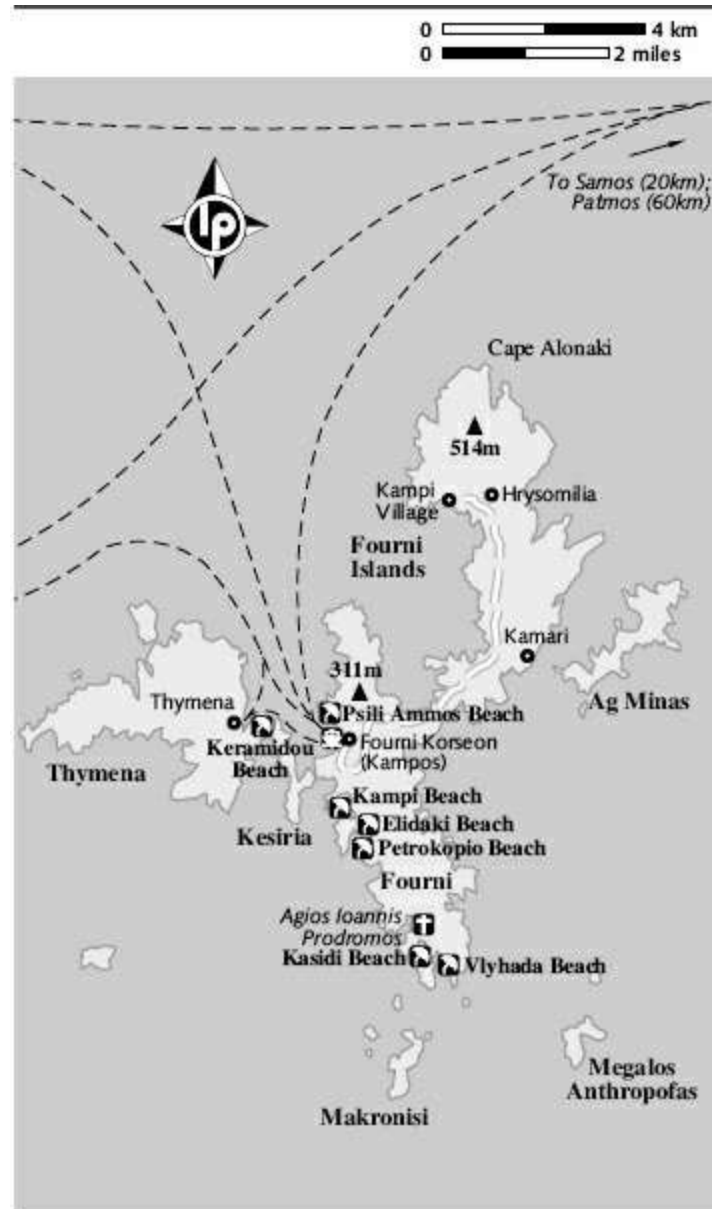 0 4 km
0 2 miles
To Samos (20km);
Patmos (60km)
lp
Cape Alonaki
514m
Kampi
Village
Hrysomilia
Fourni
Islands
Kamari
311m
Ag Minas
Thymena
Psili Ammos Beach
Keramidou
Beach
Fourni Korseon
(Kampos)
Thymena
Kampi Beach
Kesiria
Elidaki Beach
Petrokopio Beach
Fourni
Agios Ioannis
Prodromos
Kasidi Beach
Vlyhada Beach
Megalos
Anthropofas
Makronisi